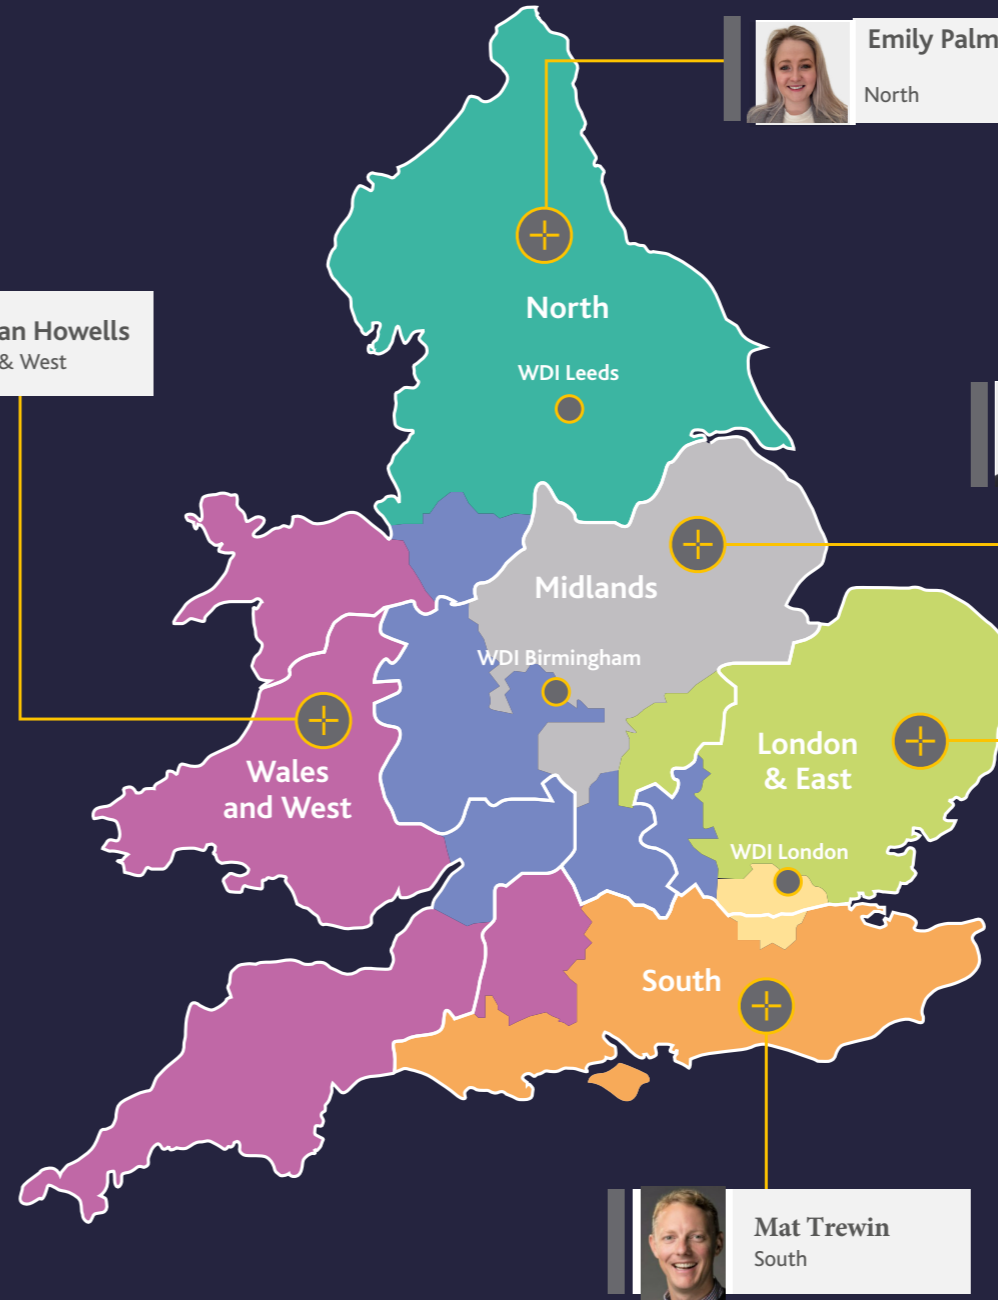 Emily Palm
North
an Howells
& West
North
WDI Leeds
Midlands
WDI Birmingham
London
& East
Wales
and West
WDI London
South
Mat Trewin
South